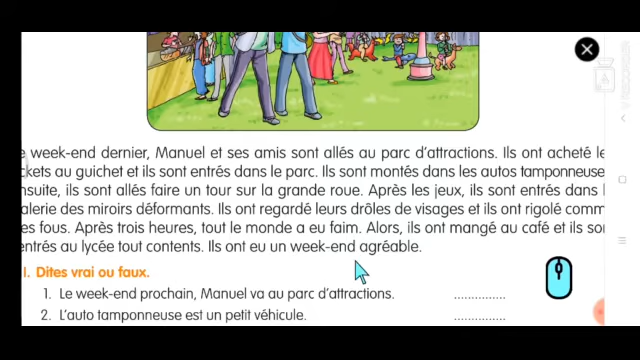 e week-end dernier, Manuel et ses amis sont allés au parc d'attractions. Ils ont acheté le
ckets au guichet et ils sont entrés dans le parc. Ils sont montés dans les autos tamponneuse
nsuite, ils sont allés faire un tour sur la grande roue. Après les jeux, ils sont entrés dans l
alerie des miroirs déformants. Ils ont regardé leurs drôles de visages et ils ont rigolé comm
es fous. Après trois heures, tout le monde a eu faim. Alors, ils ont mangé au café et ils son
entrés au lycée tout contents. Ils ont eu un week-end agréable.
I. Dites vrai ou faux.
1. Le week-end prochain, Manuel va au parc d'attractions. ..............
2. L'auto tamponneuse est un petit véhicule. ..............
V RECORDER